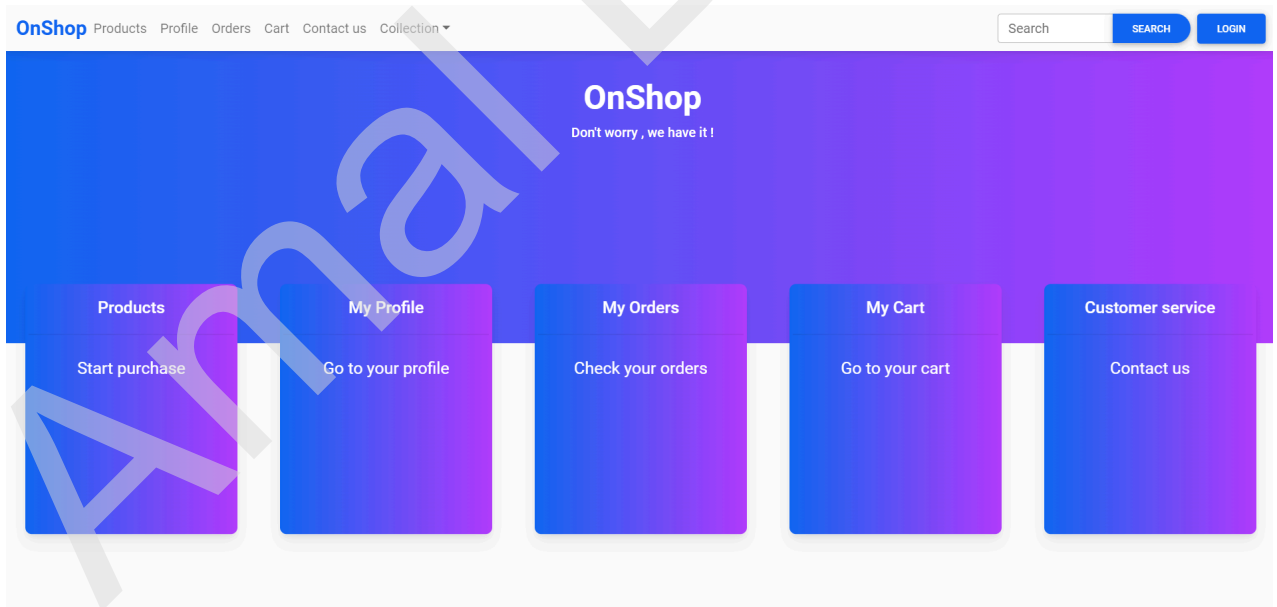 OnShop Products Profile Orders Cart Contact us Collection Search SEARCH LOGIN
OnShop
Don't worry , we have it !
Products
Start purchase
My Profile
Go to your profile
My Orders
Check your orders
My Cart
Go to your cart
Customer service
Contact us